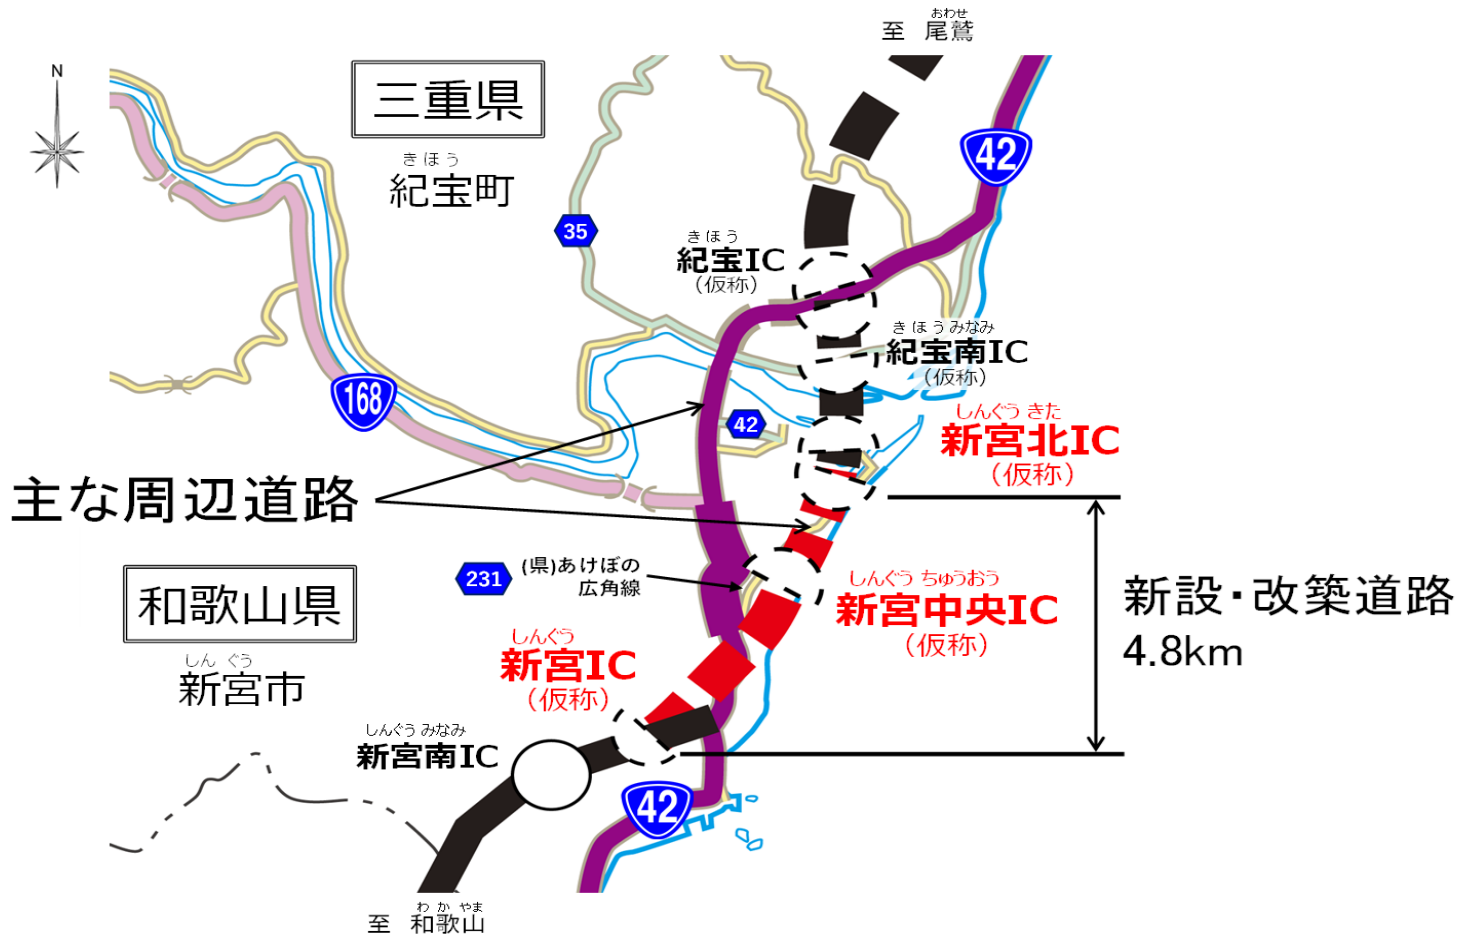 おわせ
至 尾鷲
N
三重県
きほう
紀宝町
42
35
きほう
紀宝IC
(仮称)
きほうみなみ
紀宝南IC
(仮称)
168
42
しんぐう きた
新宮北IC
(仮称)
主な周辺道路
231
(県)あけぼの
広角線
しんぐう ちゅうおう
新宮中央IC
(仮称)
新設・改築道路
4.8km
和歌山県
しん ぐう
新宮市
しんぐう
新宮IC
(仮称)
しんぐう みなみ
新宮南IC
42
わ か やま
至 和歌山